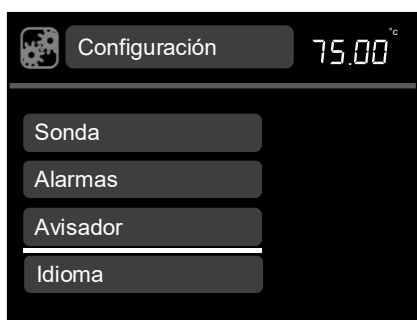 Configuración 75.00°c
Sonda
Alarmas
Avisador
Idioma